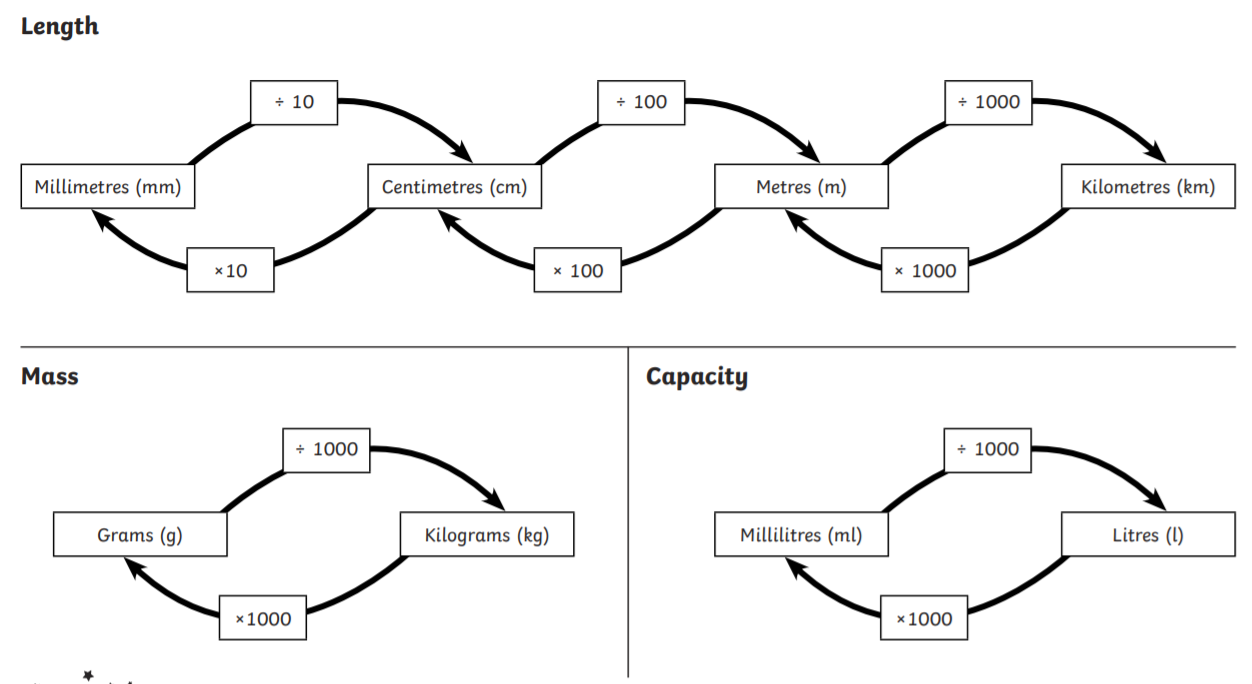 Length
÷ 10
÷ 100
÷ 1000
Millimetres (mm)
Centimetres (cm)
Metres (m)
Kilometres (km)
×10
× 100
× 1000
Mass
÷ 1000
Grams (g)
Kilograms (kg)
×1000
Capacity
÷ 1000
Millilitres (ml)
Litres (l)
×1000